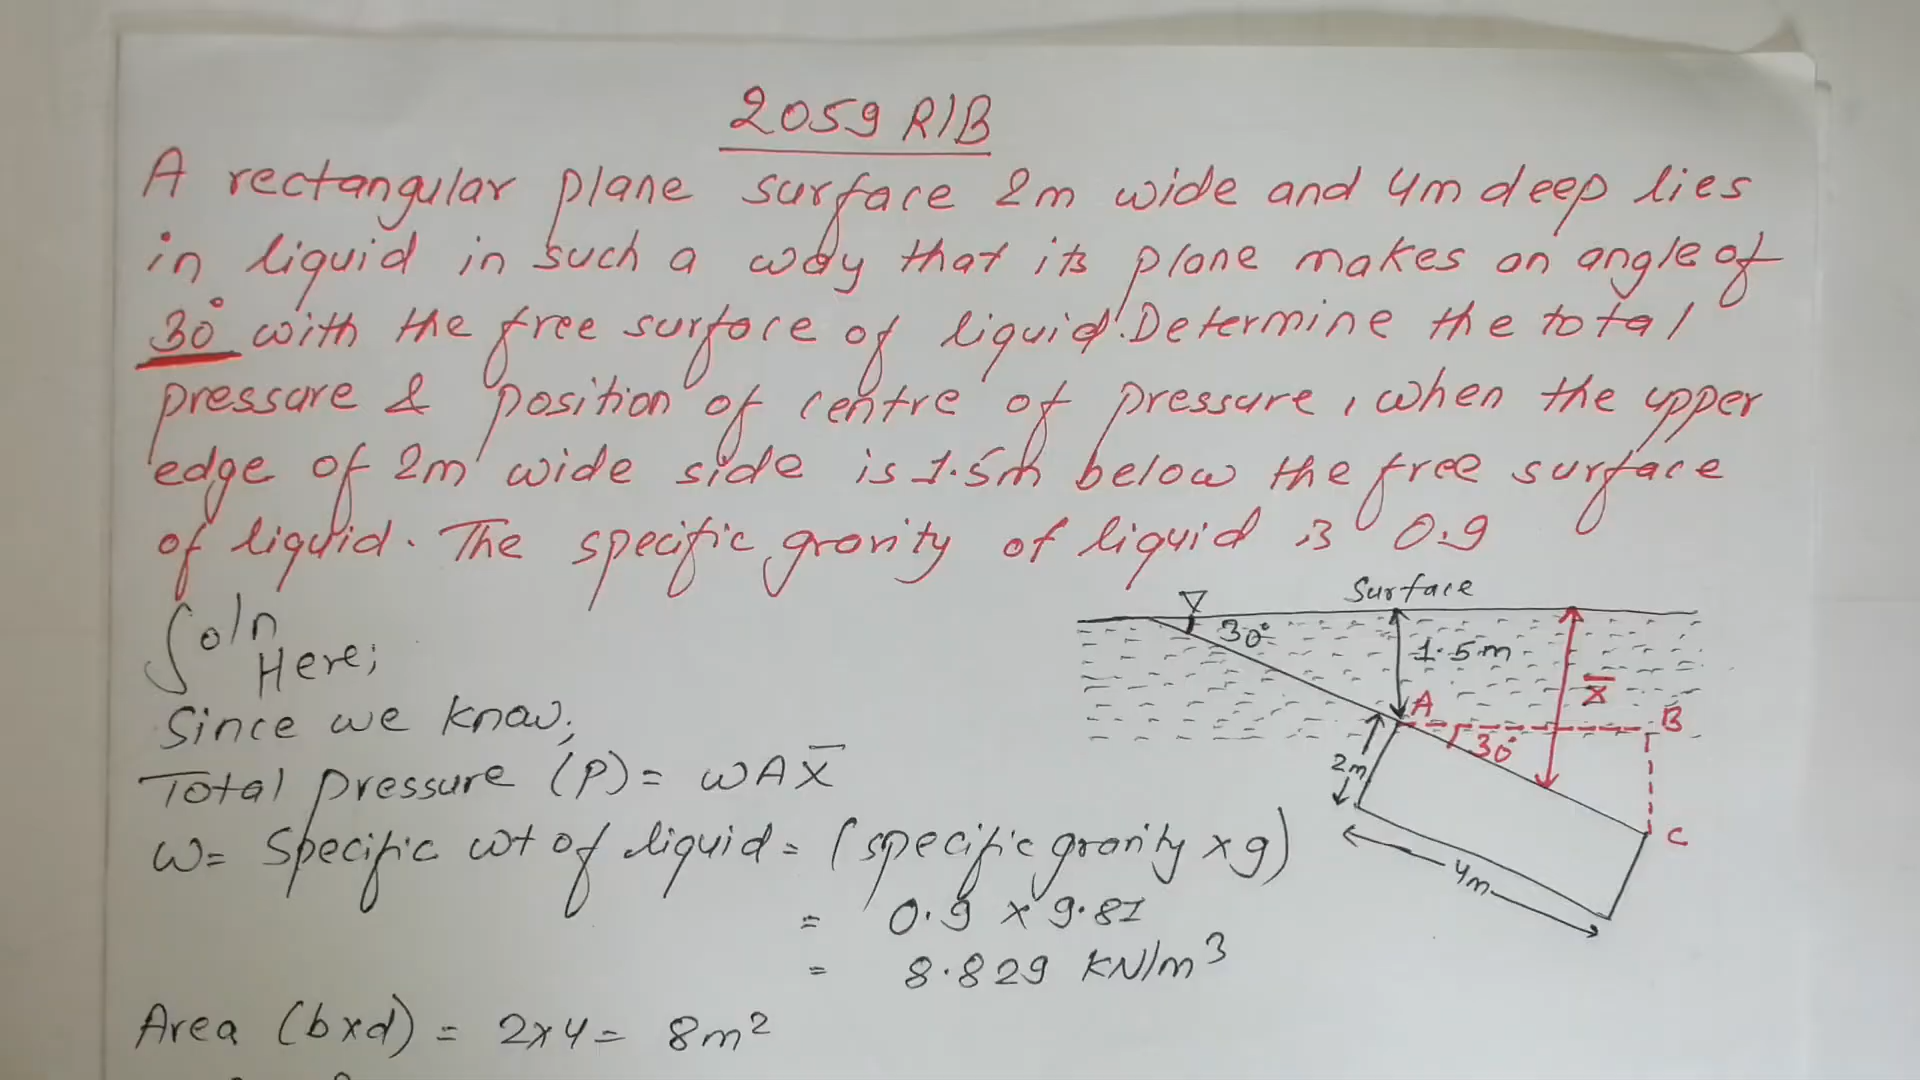 2059 R/B
A rectangular plane surface 2m wide and 4m deep lies
in liquid in such a way that its plane makes an angle of
30° with the free surface of liquid. Determine the total
pressure & position of centre of pressure, when the upper
edge of 2m wide side is 1.5m below the free surface
of liquid. The specific gravity of liquid is 0.9
Soln
Here;
Since we know;
Total pressure (P) = wAx̄
w = specific wt of liquid = (specific gravity x g)
= 0.9 x 9.81
= 8.829 KN/m³
Area (bxd) = 2x4 = 8m²
Surface
30°
1.5m
x̄
A
B
30°
2m
C
4m